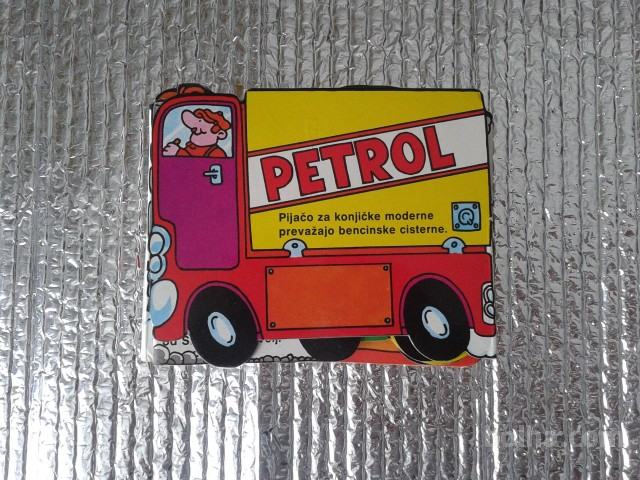 PETROL
Pijačo za konjičke moderne
prevažajo bencinske cisterne.